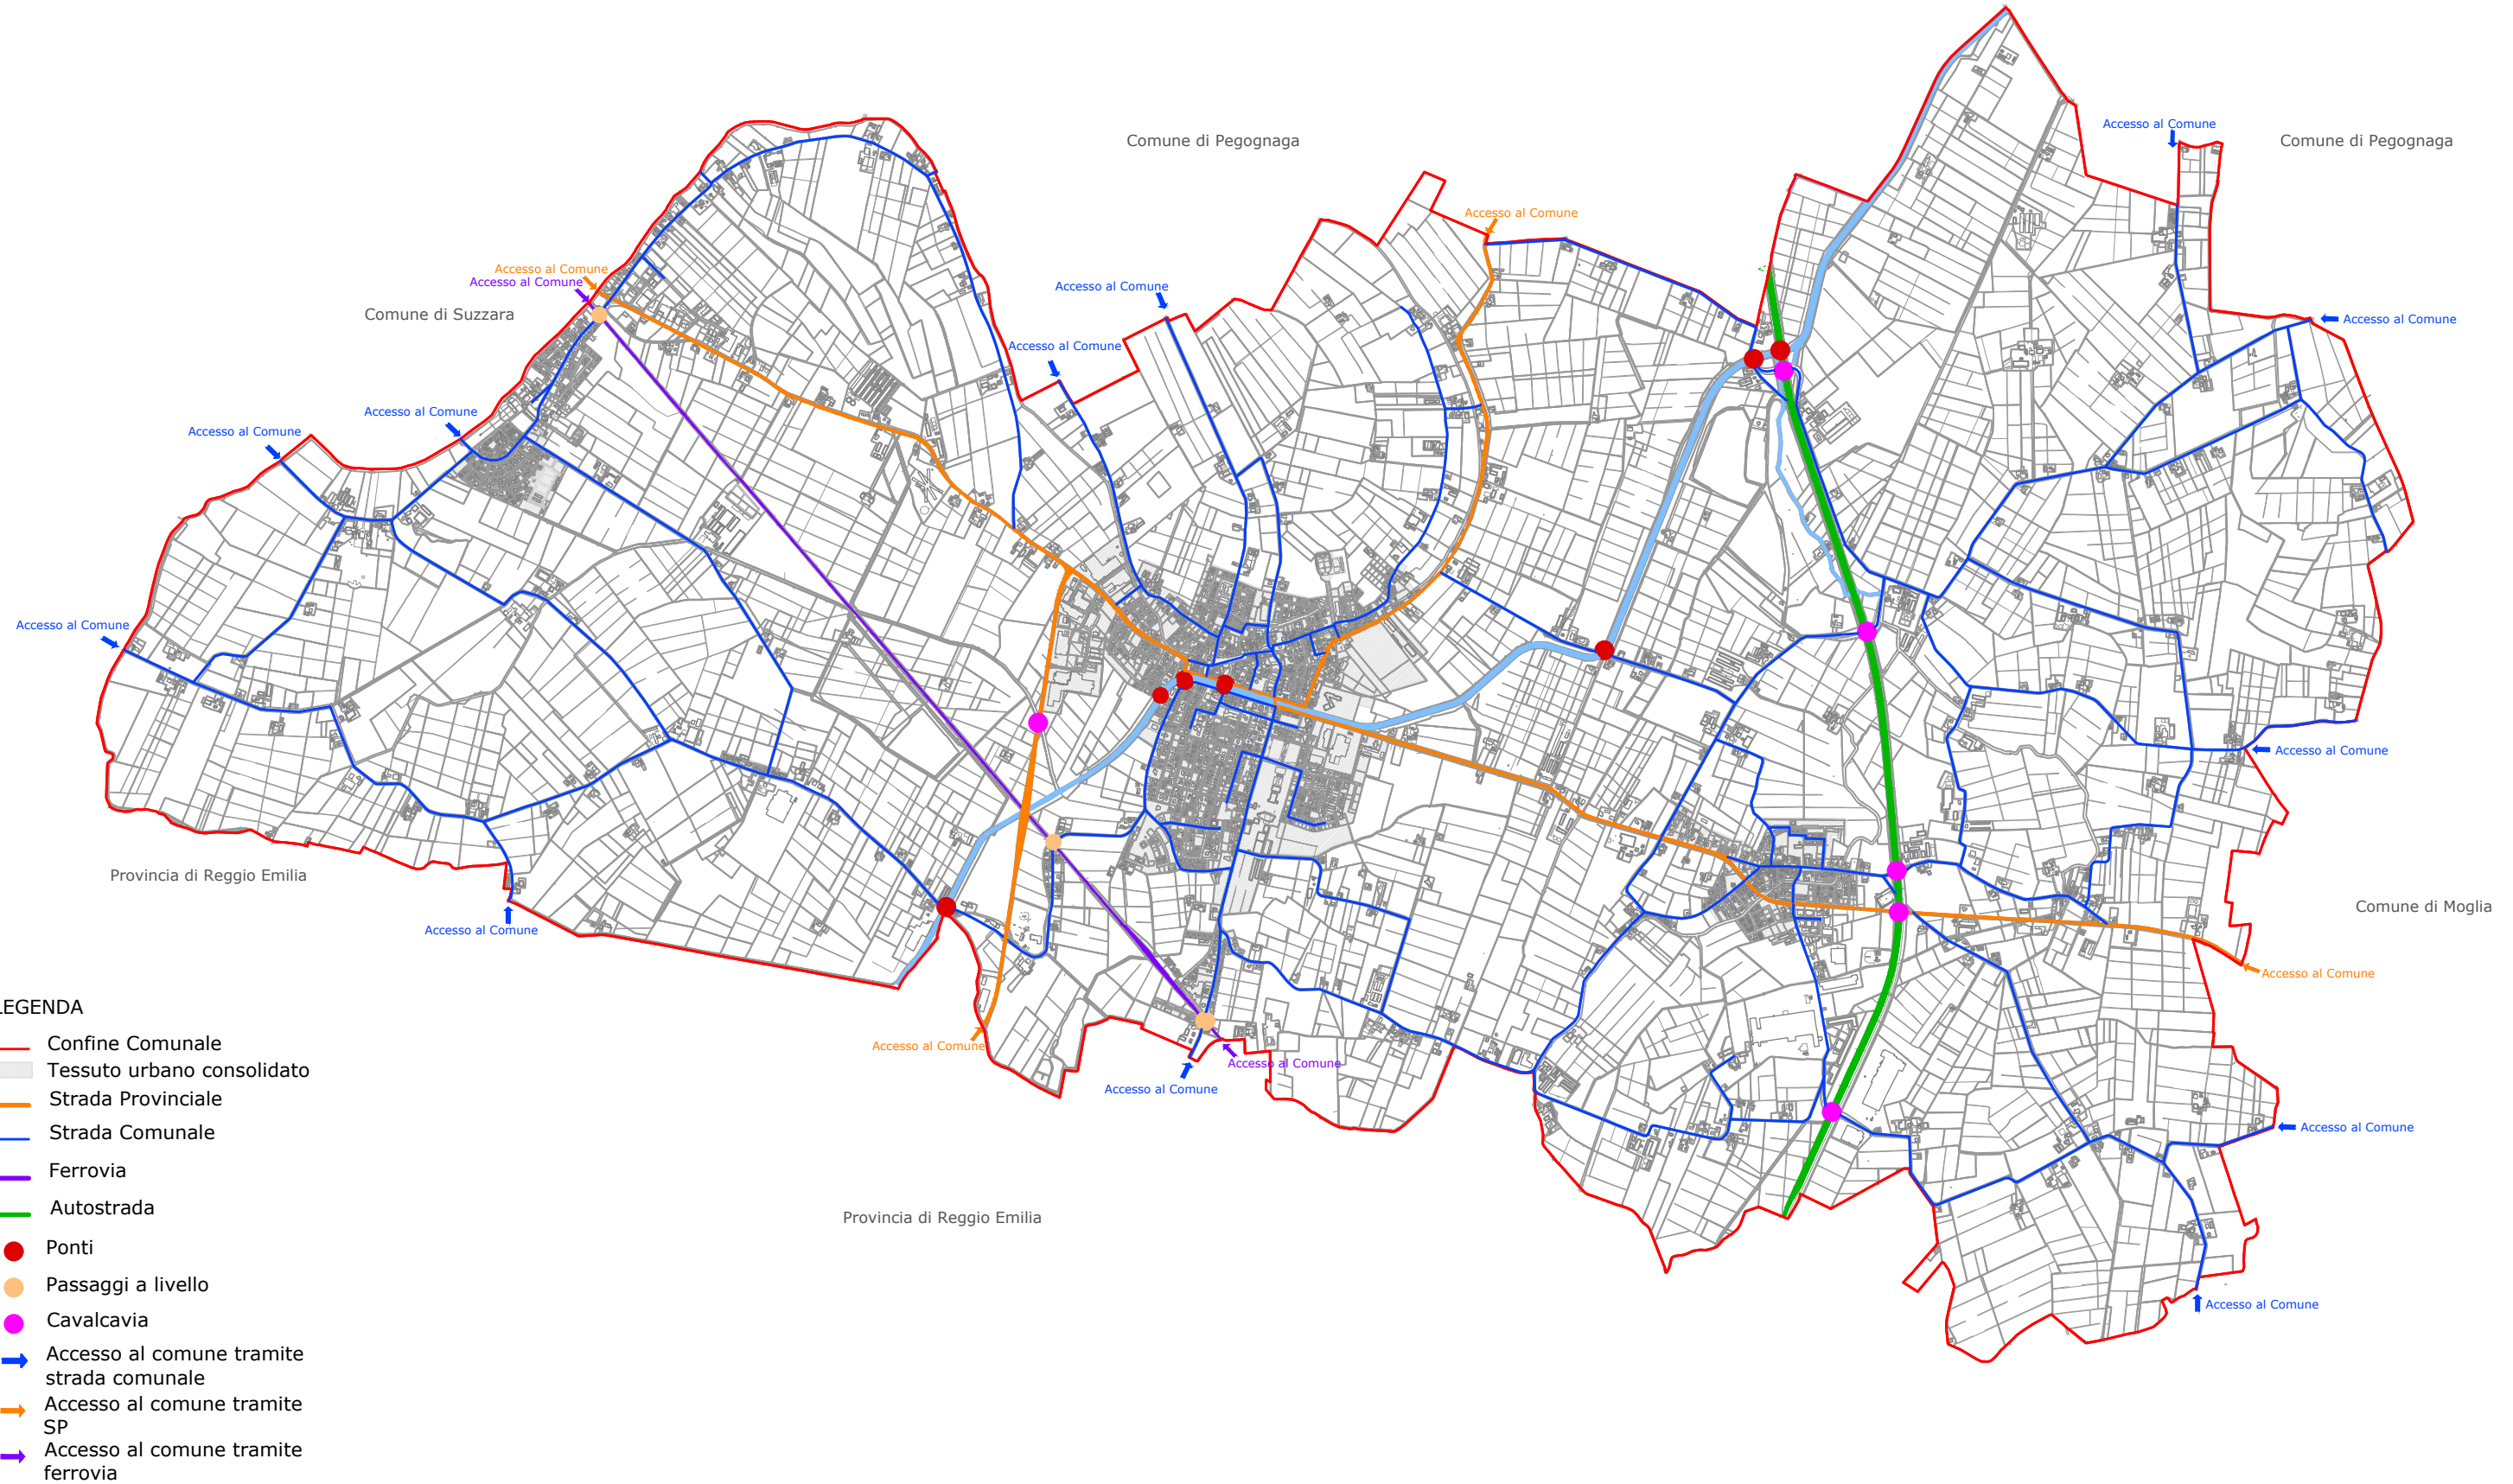 Accesso al Comune
Comune di Pegognaga
Comune di Pegognaga
Accesso al Comune
Accesso al Comune
Accesso al Comune
Comune di Suzzara
Accesso al Comune
Accesso al Comune
Accesso al Comune
Accesso al Comune
Accesso al Comune
Accesso al Comune
Accesso al Comune
Provincia di Reggio Emilia
Accesso al Comune
Accesso al Comune
Comune di Moglia
Accesso al Comune
Accesso al Comune
Accesso al Comune
Accesso al Comune
Accesso al Comune
Provincia di Reggio Emilia
Accesso al Comune
LEGENDA
Confine Comunale
Tessuto urbano consolidato
Strada Provinciale
Strada Comunale
Ferrovia
Autostrada
Ponti
Passaggi a livello
Cavalcavia
Accesso al comune tramite
strada comunale
Accesso al comune tramite
SP
Accesso al comune tramite
ferrovia